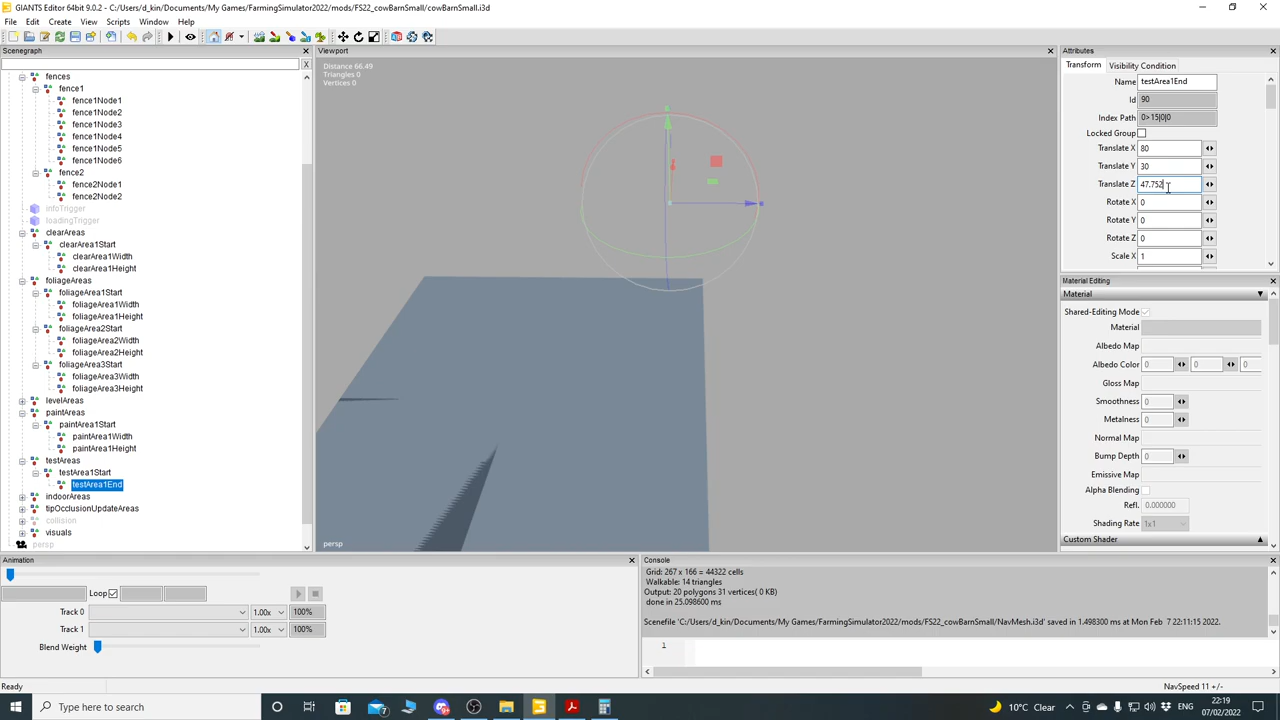 GIANTS Editor 64bit v9.0.2 - C:/Users/d_kin/Documents/My Games/FarmingSimulator2022/mods/FS22_cowBarnSmall/cowBarnSmall.i3d
File Edit Create View Scripts Window Help
Scenegraph
fences
fence1
fence1Node1
fence1Node2
fence1Node3
fence1Node4
fence1Node5
fence1Node6
fence2
fence2Node1
fence2Node2
infoTrigger
loadingTrigger
clearAreas
clearArea1Start
clearArea1Width
clearArea1Height
foliageAreas
foliageArea1Start
foliageArea1Width
foliageArea1Height
foliageArea2Start
foliageArea2Width
foliageArea2Height
foliageArea3Start
foliageArea3Width
foliageArea3Height
levelAreas
paintAreas
paintArea1Start
paintArea1Width
paintArea1Height
testAreas
testArea1Start
testArea1End
indoorAreas
tipOcclusionUpdateAreas
collision
visuals
persp
Viewport
Distance 66.49
Triangles 0
Vertices 0
persp
Attributes
Transform Visibility Condition
Name testArea1End
Id 90
Index Path 0>15|0|0
Locked Group
Translate X 80
Translate Y 30
Translate Z 47.752
Rotate X 0
Rotate Y 0
Rotate Z 0
Scale X 1
Material Editing
Material
Shared-Editing Mode
Material
Albedo Map
Albedo Color 0 0 0
Gloss Map
Smoothness 0
Metalness 0
Normal Map
Bump Depth 0
Emissive Map
Alpha Blending
Refl. 0.000000
Shading Rate 1x1
Custom Shader
Animation
Loop
Track 0 1.00x 100%
Track 1 1.00x 100%
Blend Weight
Console
Grid: 267 x 166 = 44322 cells
Walkable: 14 triangles
Output: 20 polygons 31 vertices( 0 KB)
done in 25.098600 ms
Scenefile 'C:/Users/d_kin/Documents/My Games/FarmingSimulator2022/mods/FS22_cowBarnSmall/NavMesh.i3d' saved in 1.498300 ms at Mon Feb 7 22:11:15 2022.
1
Ready
NavSpeed 11 +/-
Type here to search
10°C Clear
22:19
07/02/2022